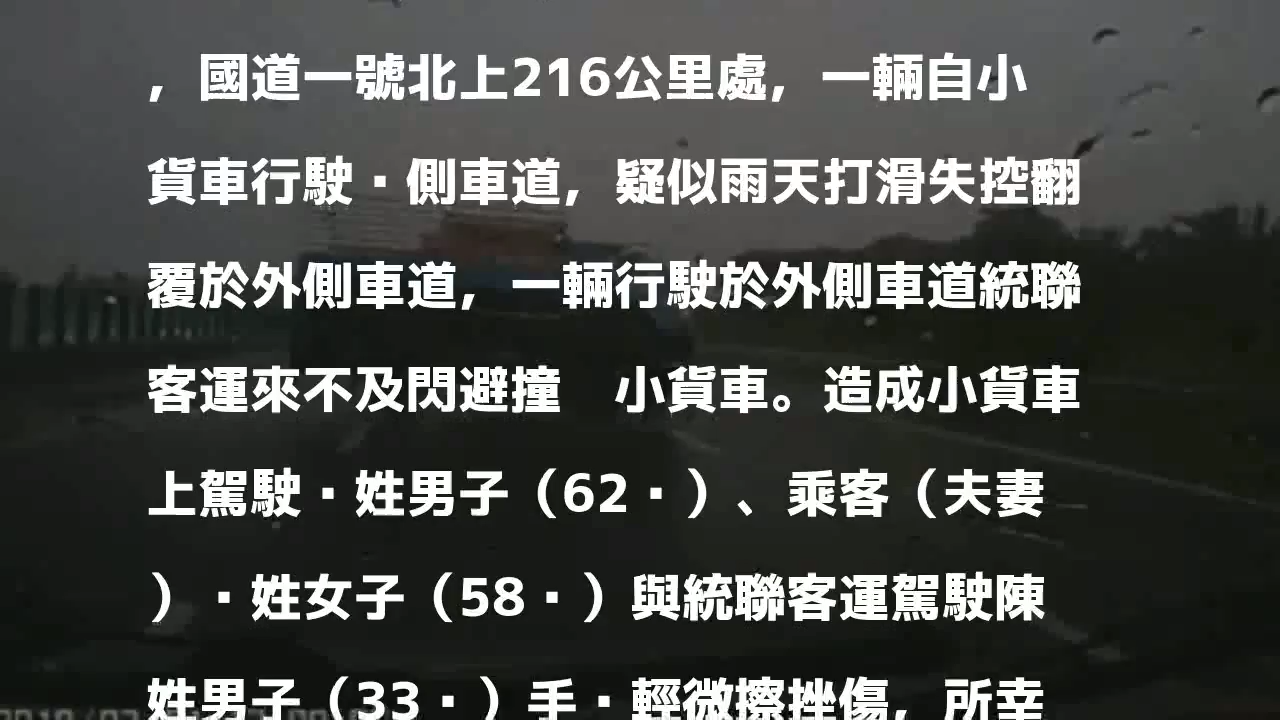 ，國道一號北上216公里處，一輛自小
貨車行駛·側車道，疑似雨天打滑失控翻
覆於外側車道，一輛行駛於外側車道統聯
客運來不及閃避撞　小貨車。造成小貨車
上駕駛·姓男子（62·）、乘客（夫妻
）·姓女子（58·）與統聯客運駕駛陳
姓男子（33·）手·輕微擦挫傷，所幸